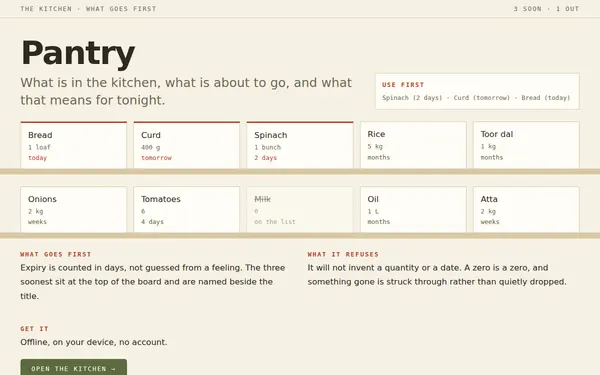 THE KITCHEN · WHAT GOES FIRST
3 SOON · 1 OUT
Pantry
What is in the kitchen, what is about to go, and what
that means for tonight.
USE FIRST
Spinach (2 days) · Curd (tomorrow) · Bread (today)
Bread
1 loaf
today
Curd
400 g
tomorrow
Spinach
1 bunch
2 days
Rice
5 kg
months
Toor dal
1 kg
months
Onions
2 kg
weeks
Tomatoes
6
4 days
Milk
0
on the list
Oil
1 L
months
Atta
2 kg
weeks
WHAT GOES FIRST
Expiry is counted in days, not guessed from a feeling. The three
soonest sit at the top of the board and are named beside the
title.
WHAT IT REFUSES
It will not invent a quantity or a date. A zero is a zero, and
something gone is struck through rather than quietly dropped.
GET IT
Offline, on your device, no account.
OPEN THE KITCHEN →